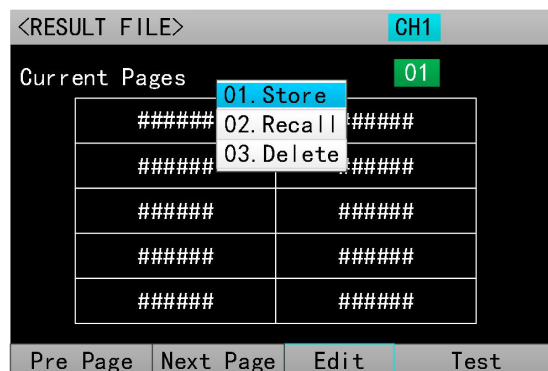 <RESULT FILE> CH1
Current Pages 01
01.Store
02.Recall
03.Delete
###### #####
###### #####
###### ######
###### ######
###### ######
Pre Page Next Page Edit Test